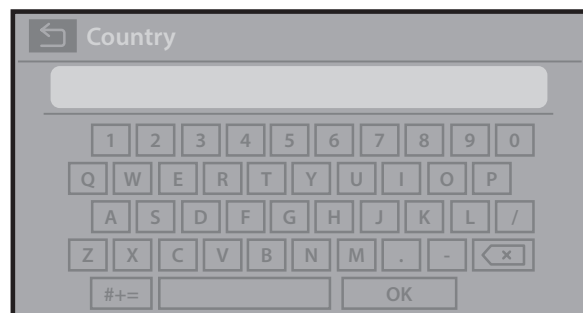 Country
1 2 3 4 5 6 7 8 9 0
Q W E R T Y U I O P
A S D F G H J K L /
Z X C V B N M . -
#+= OK